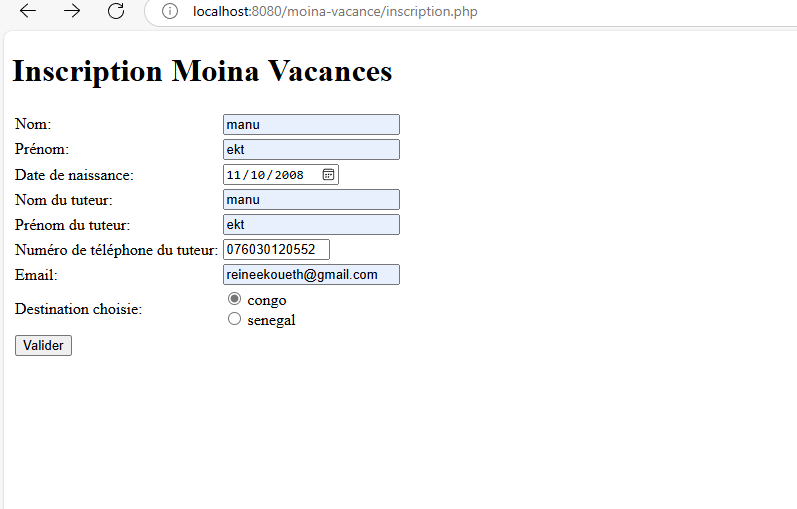 localhost:8080/moina-vacance/inscription.php
Inscription Moina Vacances
Nom: manu
Prénom: ekt
Date de naissance: 11/10/2008
Nom du tuteur: manu
Prénom du tuteur: ekt
Numéro de téléphone du tuteur: 076030120552
Email: reineekoueth@gmail.com
Destination choisie: congo
senegal
Valider